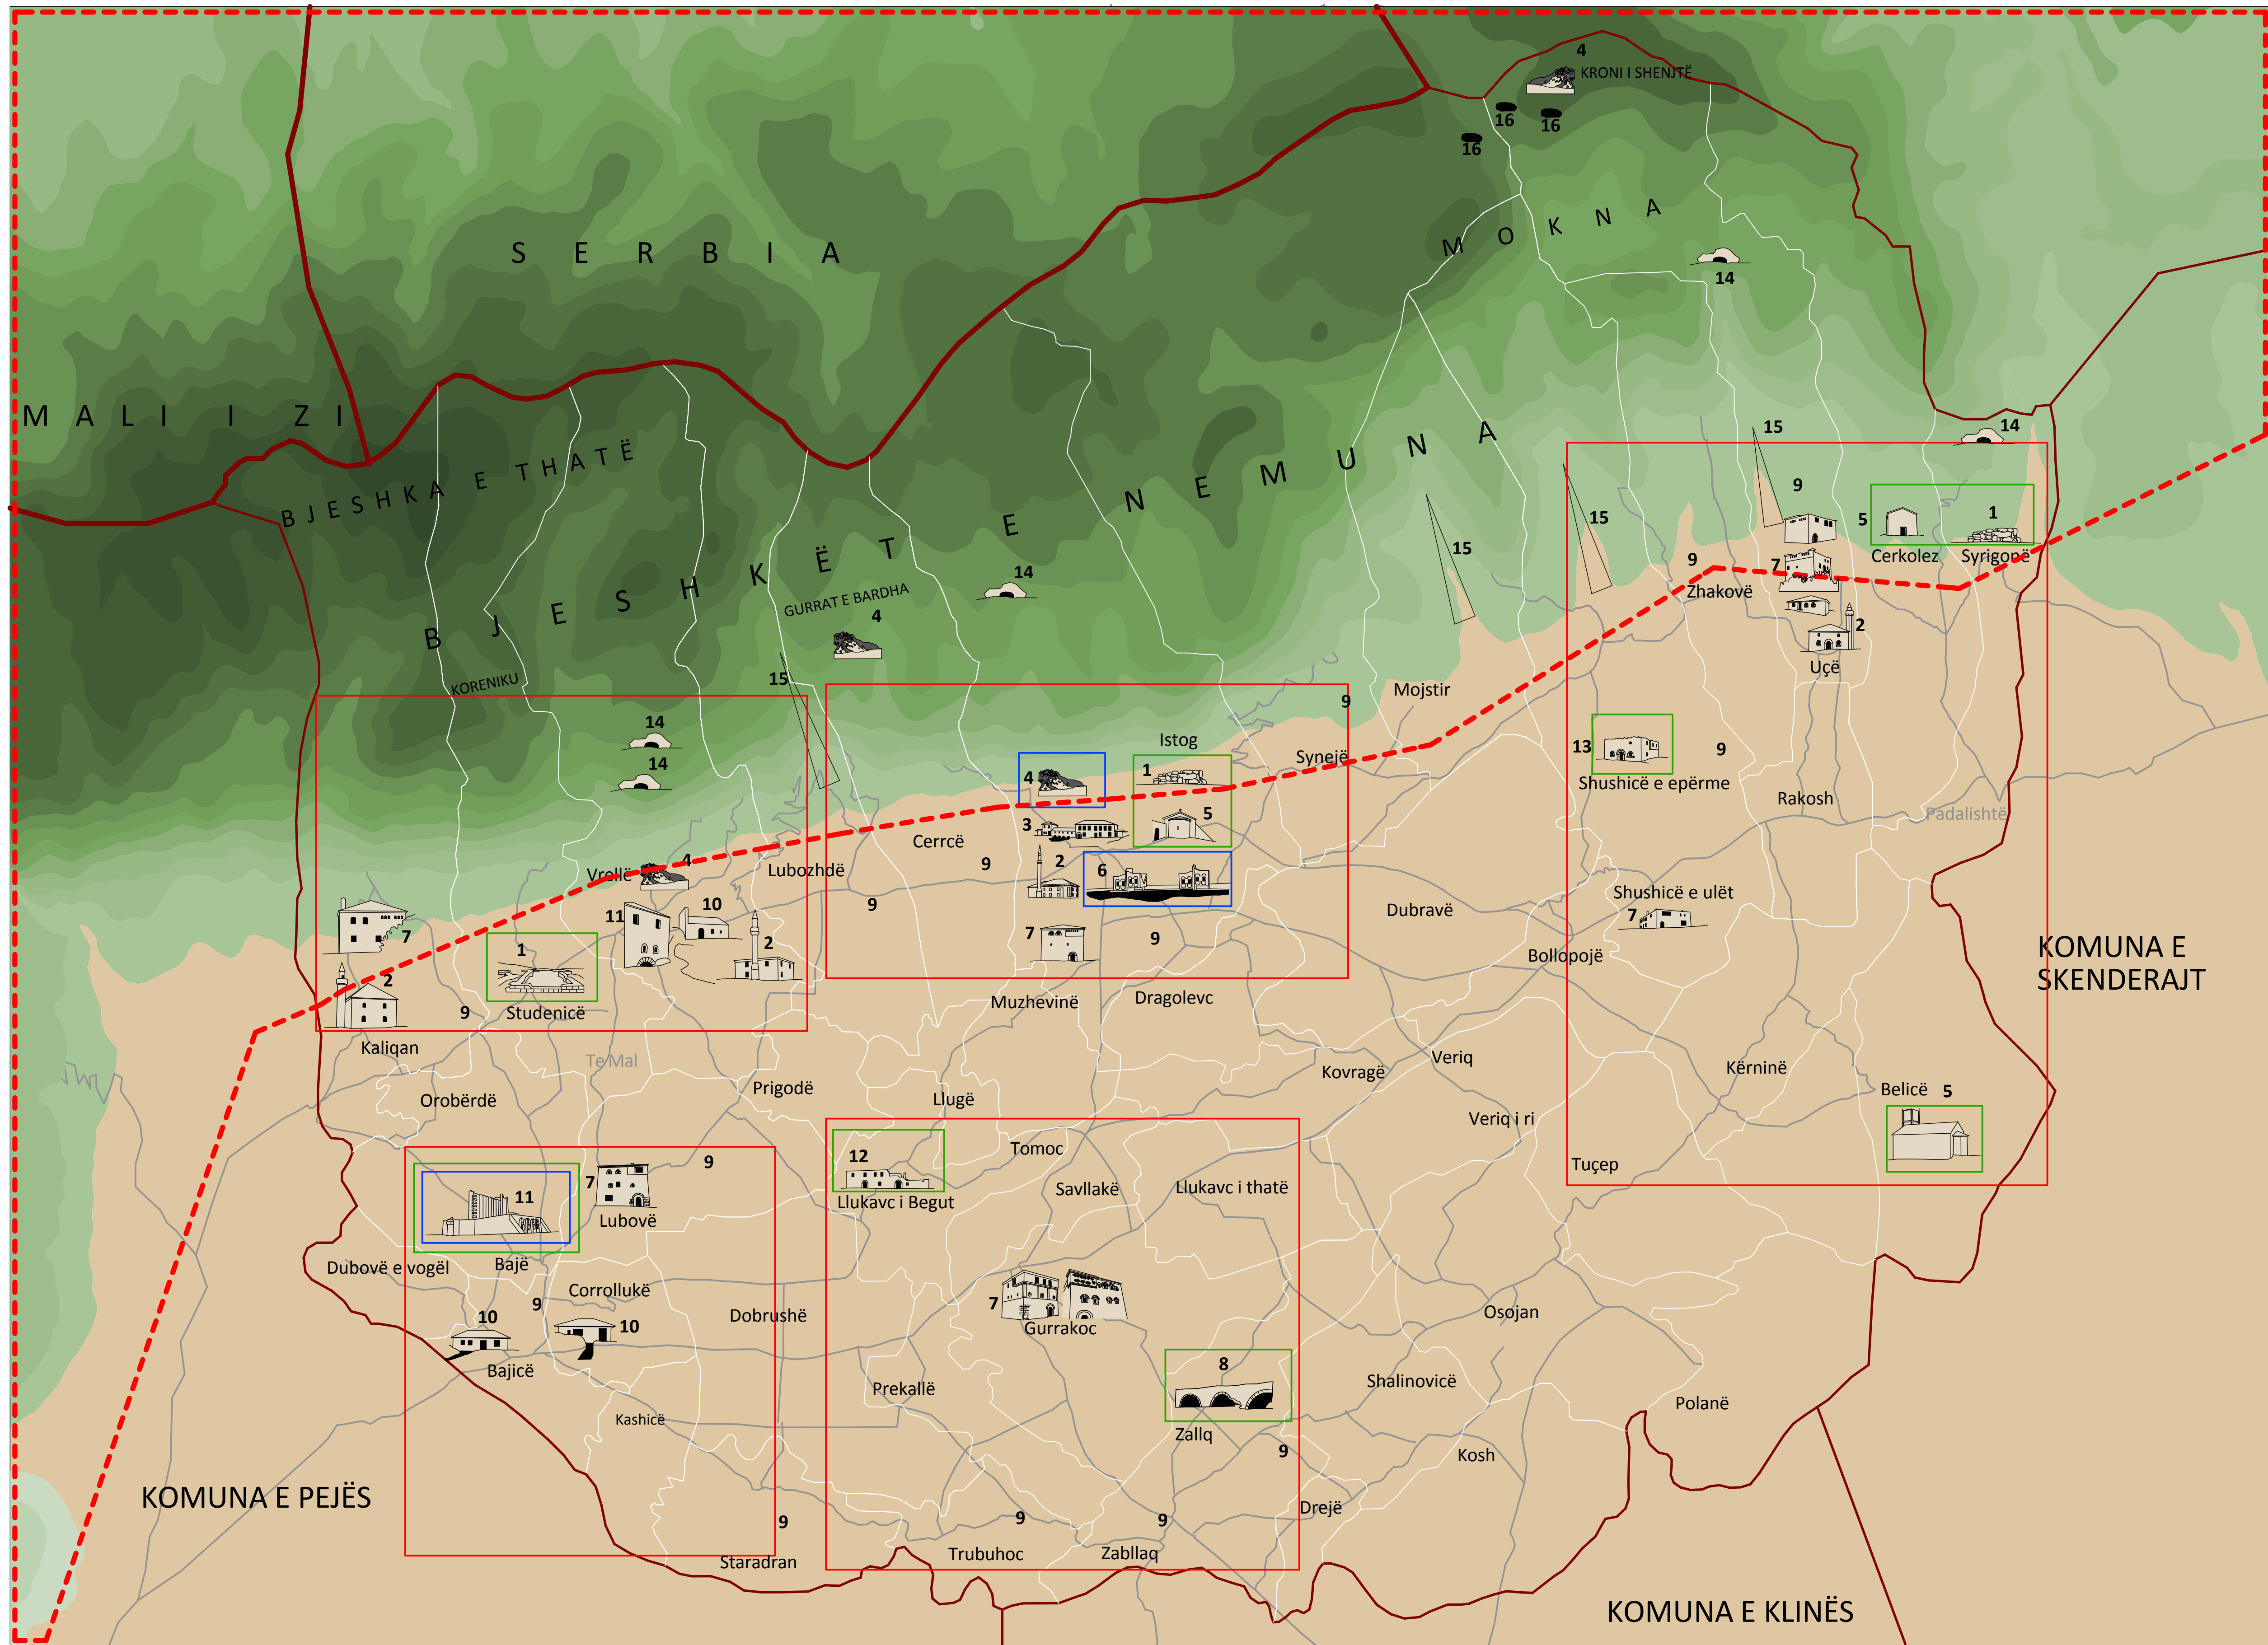 4
KRONI I SHENJTË
16
16
16
M O K N A
S E R B I A
14
M A L I I Z I
BJESHKA E THATË
BJESHKËT E NEMUNA
15
14
15
15
9
5
1
Cerkolez
Syrigonë
9
7
Zhakovë
2
Uçë
14
GURRAT E BARDHA
4
KORENIKU
15
14
14
9
Mojstir
Istog
Synejë
4
1
13
9
Shushicë e epërme
Rakosh
Padalishtë
3
5
Cerrcë
9
2
6
Lubozhdë
9
Vrellë
4
11
10
2
7
9
Dubravë
Shushicë e ulët
7
Bollopojë
KOMUNA E
SKENDERAJT
7
2
1
9
Studenicë
Muzhevinë
Dragolevc
Kaliqan
Te Mal
Veriq
Kovragë
Kërninë
Prigodë
Orobërdë
Llugë
Belicë
5
Veriq i ri
Tomoc
12
9
Tuçep
7
11
Savllakë
Llukavc i thatë
Llukavc i Begut
Lubovë
Bajë
Dubovë e vogël
Corrollukë
9
7
Dobrushë
10
10
Gurrakoc
Osojan
8
Bajicë
Prekallë
Shalinovicë
Polanë
Kashicë
Zallq
9
Kosh
KOMUNA E PEJËS
Drejë
9
9
9
Staradran
Trubuhoc
Zabllaq
KOMUNA E KLINËS